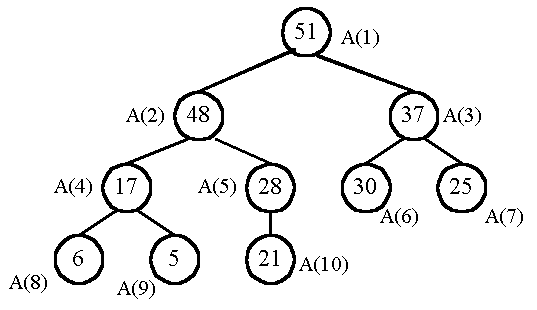 51 A(1)
A(2) 48 37 A(3)
A(4) 17 A(5) 28 30 25
A(6) A(7)
6 5 21 A(10)
A(8) A(9)